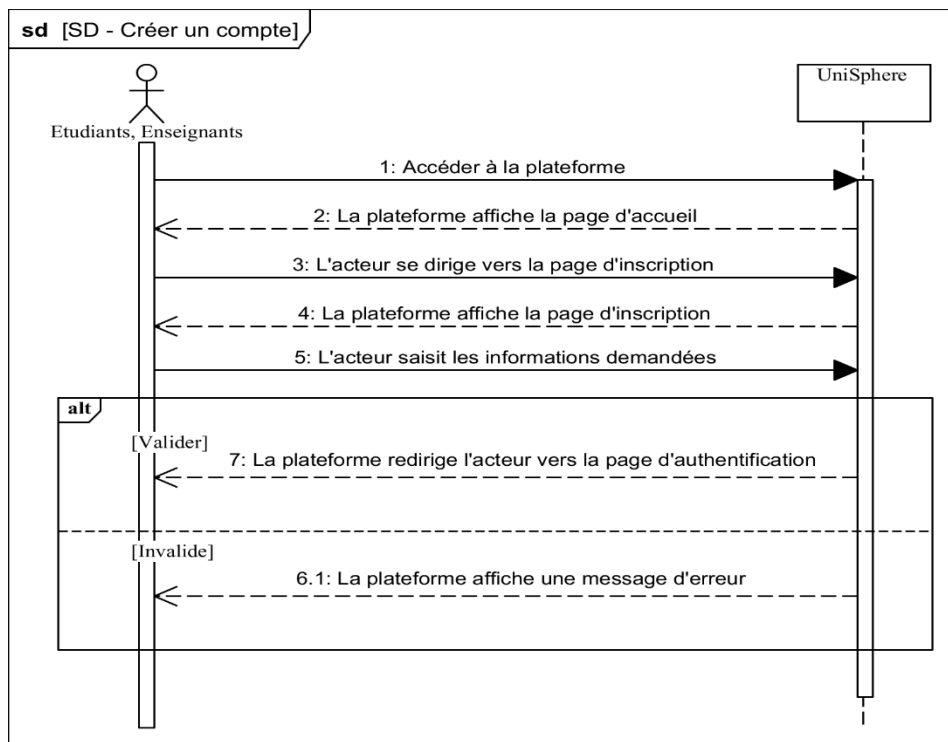 sd [SD - Créer un compte]
UniSphere
Etudiants, Enseignants
1: Accéder à la plateforme
2: La plateforme affiche la page d'accueil
3: L'acteur se dirige vers la page d'inscription
4: La plateforme affiche la page d'inscription
5: L'acteur saisit les informations demandées
alt
[Valider]
7: La plateforme redirige l'acteur vers la page d'authentification
[Invalide]
6.1: La plateforme affiche une message d'erreur